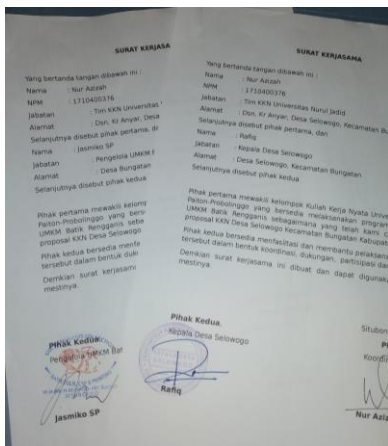 SURAT KERJASA
Yang bertanda tangan dibawah ini :
Nama : Nur Azizah
NPM : 1710400376
Jabatan : Tim KKN Universitas
Alamat : Dsn. Kr Anyar, Desa
Selanjutnya disebut pihak pertama, da
Nama : Jasmiko SP
Jabatan : Pengelola UMKM B
Alamat : Desa Bungatan
Selanjutnya disebut pihak kedua
Pihak pertama mewakili kelomp
Paiton-Probolinggo yang bers
UMKM Batik Rengganis seba
proposal KKN Desa Selowogo
Pihak kedua bersedia menfa
tersebut dalam bentuk duku
Demikian surat kerjasami
mestinya.
Pihak Kedua,
Pengelola UMKM Bat
Jasmiko SP
SURAT KERJASAMA
Yang bertanda tangan dibawah ini :
Nama : Nur Azizah
NPM : 1710400376
Jabatan : Tim KKN Universitas Nurul Jadid
Alamat : Dsn. Kr Anyar, Desa Selowogo, Kecamatan Bu
Selanjutnya disebut pihak pertama, dan
Nama : Rafiq
Jabatan : Kepala Desa Selowogo
Alamat : Desa Selowogo, Kecamatan Bungatan
Selanjutnya disebut pihak kedua
Pihak pertama mewakili kelompok Kuliah Kerja Nyata Unive
Paiton-Probolinggo yang bersedia melaksanakan program
UMKM Batik Rengganis sebagaimana yang telah kami c
proposal KKN Desa Selowogo Kecamatan Bungatan Kabupa
Pihak kedua bersedia menfasilitasi dan membantu pelaksana
tersebut dalam bentuk koordinasi, dukungan, partisipasi dar
Demikian surat kerjasama ini dibuat dan dapat digunak
mestinya.
Situbon
Pihak Kedua,
Kepala Desa Selowogo
Rafiq
Pi
Koordi
Nur Aziz